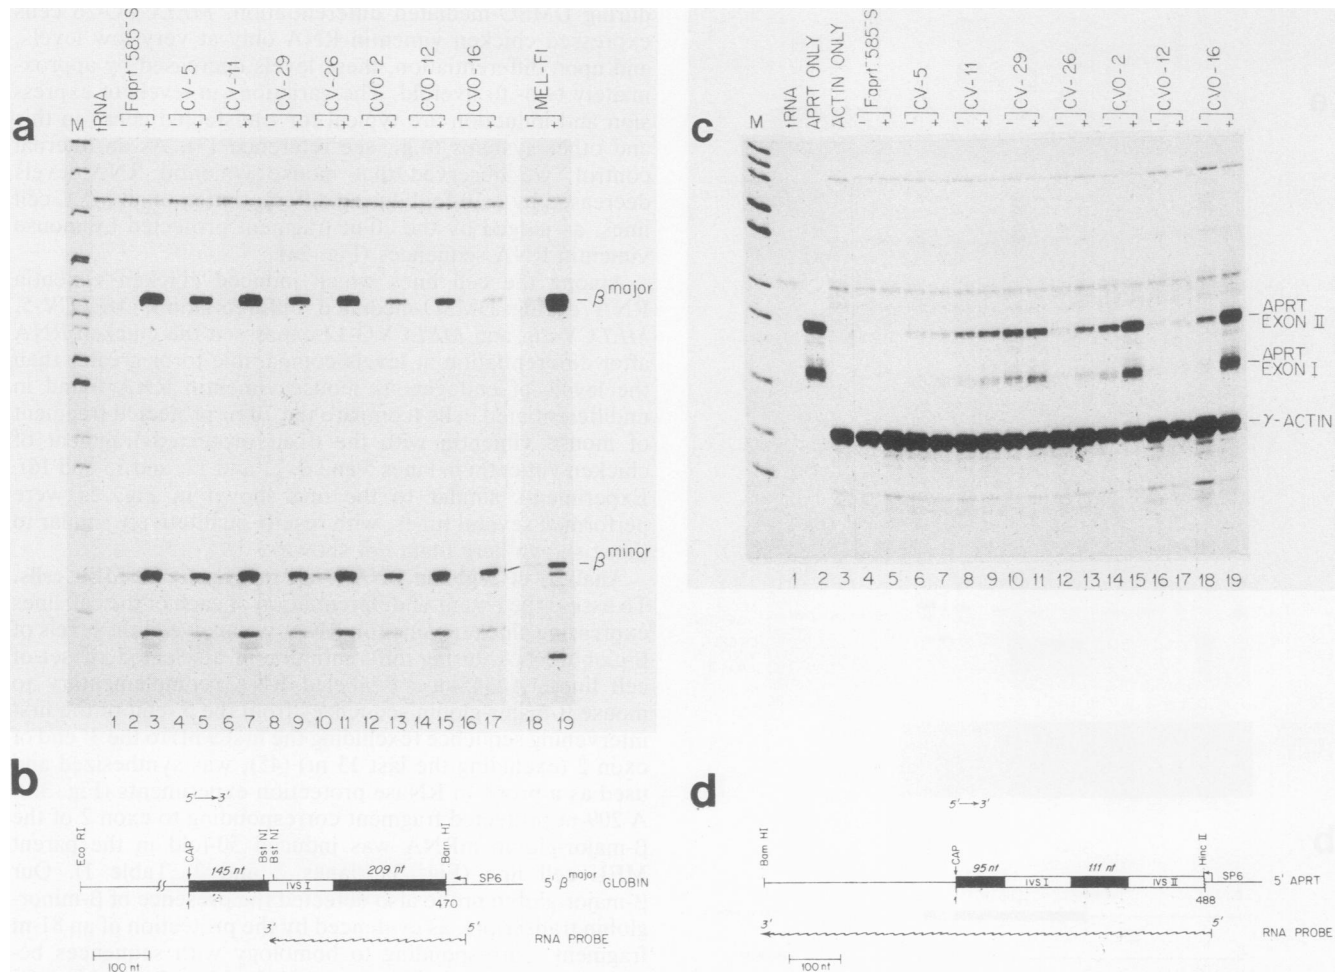 a
M
tRNA
Faprt-585-S
CV-5
CV-11
CV-29
CV-26
CVO-2
CVO-12
CVO-16
MEL, FI
- + - + - + - + - + - + - + - + - +
β major
β minor
1 2 3 4 5 6 7 8 9 10 11 12 13 14 15 16 17 18 19
b
5' 3'
Eco RI
CAP
Bst NI
Bst NI
Bam HI
145 nt
IVS I
209 nt
SP6
470
5' β major
GLOBIN
3' 5'
RNA PROBE
100 nt
c
M
tRNA
APRT ONLY
ACTIN ONLY
Faprt-585-S
CV-5
CV-11
CV-29
CV-26
CVO-2
CVO-12
CVO-16
- + - + - + - + - + - + - + - +
APRT
EXON II
APRT
EXON I
γ-ACTIN
1 2 3 4 5 6 7 8 9 10 11 12 13 14 15 16 17 18 19
d
5' 3'
Bam HI
CAP
Hinc II
95 nt
IVS I
111 nt
IVS II
SP6
488
5' APRT
3' 5'
RNA PROBE
100 nt